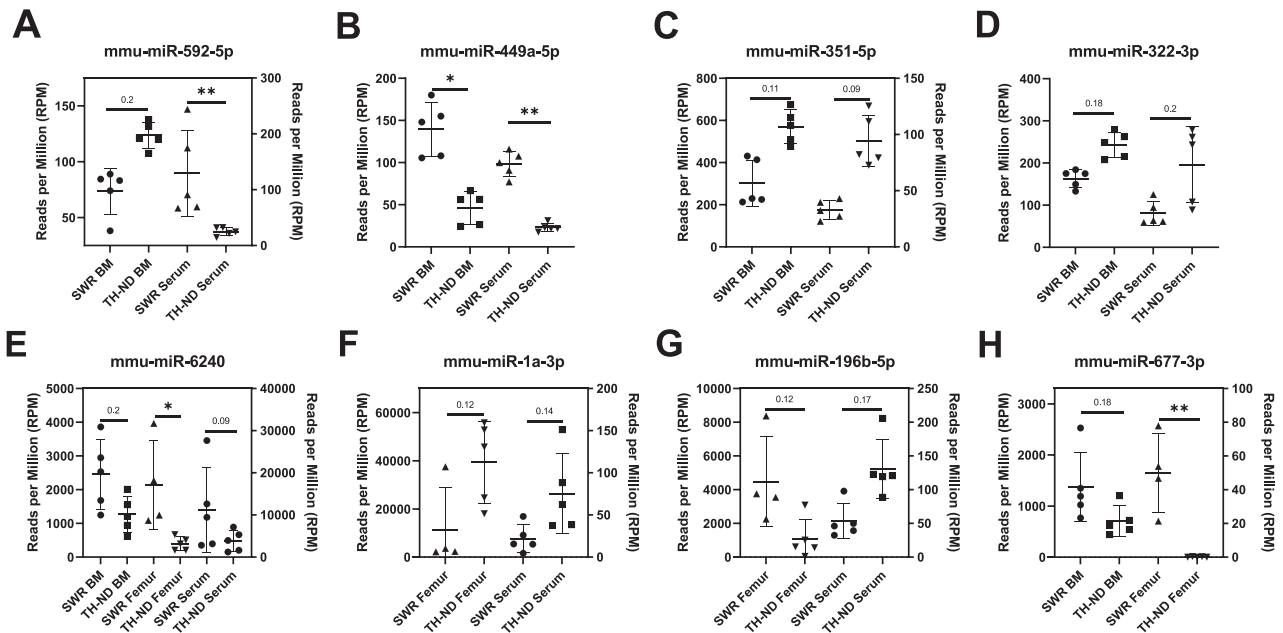 A
mmu-miR-592-5p
Reads per Million (RPM)
150
100
50
300
200
100
0
Reads per Million (RPM)
0.2
**
SWR BM
TH-ND BM
SWR Serum
TH-ND Serum
B
mmu-miR-449a-5p
Reads per Million (RPM)
200
150
100
50
0
*
**
SWR BM
TH-ND BM
SWR Serum
TH-ND Serum
C
mmu-miR-351-5p
Reads per Million (RPM)
800
600
400
200
0
150
100
50
0
Reads per Million (RPM)
0.11
0.09
SWR BM
TH-ND BM
SWR Serum
TH-ND Serum
D
mmu-miR-322-3p
Reads per Million (RPM)
400
300
200
100
0
0.18
0.2
SWR BM
TH-ND BM
SWR Serum
TH-ND Serum
E
mmu-miR-6240
Reads per Million (RPM)
5000
4000
3000
2000
1000
0
40000
30000
20000
10000
0
Reads per Million (RPM)
0.2
*
0.09
SWR BM
TH-ND BM
SWR Femur
TH-ND Femur
SWR Serum
TH-ND Serum
F
mmu-miR-1a-3p
Reads per Million (RPM)
60000
40000
20000
0
200
150
100
50
0
Reads per Million (RPM)
0.12
0.14
SWR Femur
TH-ND Femur
SWR Serum
TH-ND Serum
G
mmu-miR-196b-5p
Reads per Million (RPM)
10000
8000
6000
4000
2000
0
250
200
150
100
50
0
Reads per Million (RPM)
0.12
0.17
SWR Femur
TH-ND Femur
SWR Serum
TH-ND Serum
H
mmu-miR-677-3p
Reads per Million (RPM)
3000
2000
1000
0
100
80
60
40
20
0
Reads per Million (RPM)
0.18
**
SWR BM
TH-ND BM
SWR Femur
TH-ND Femur